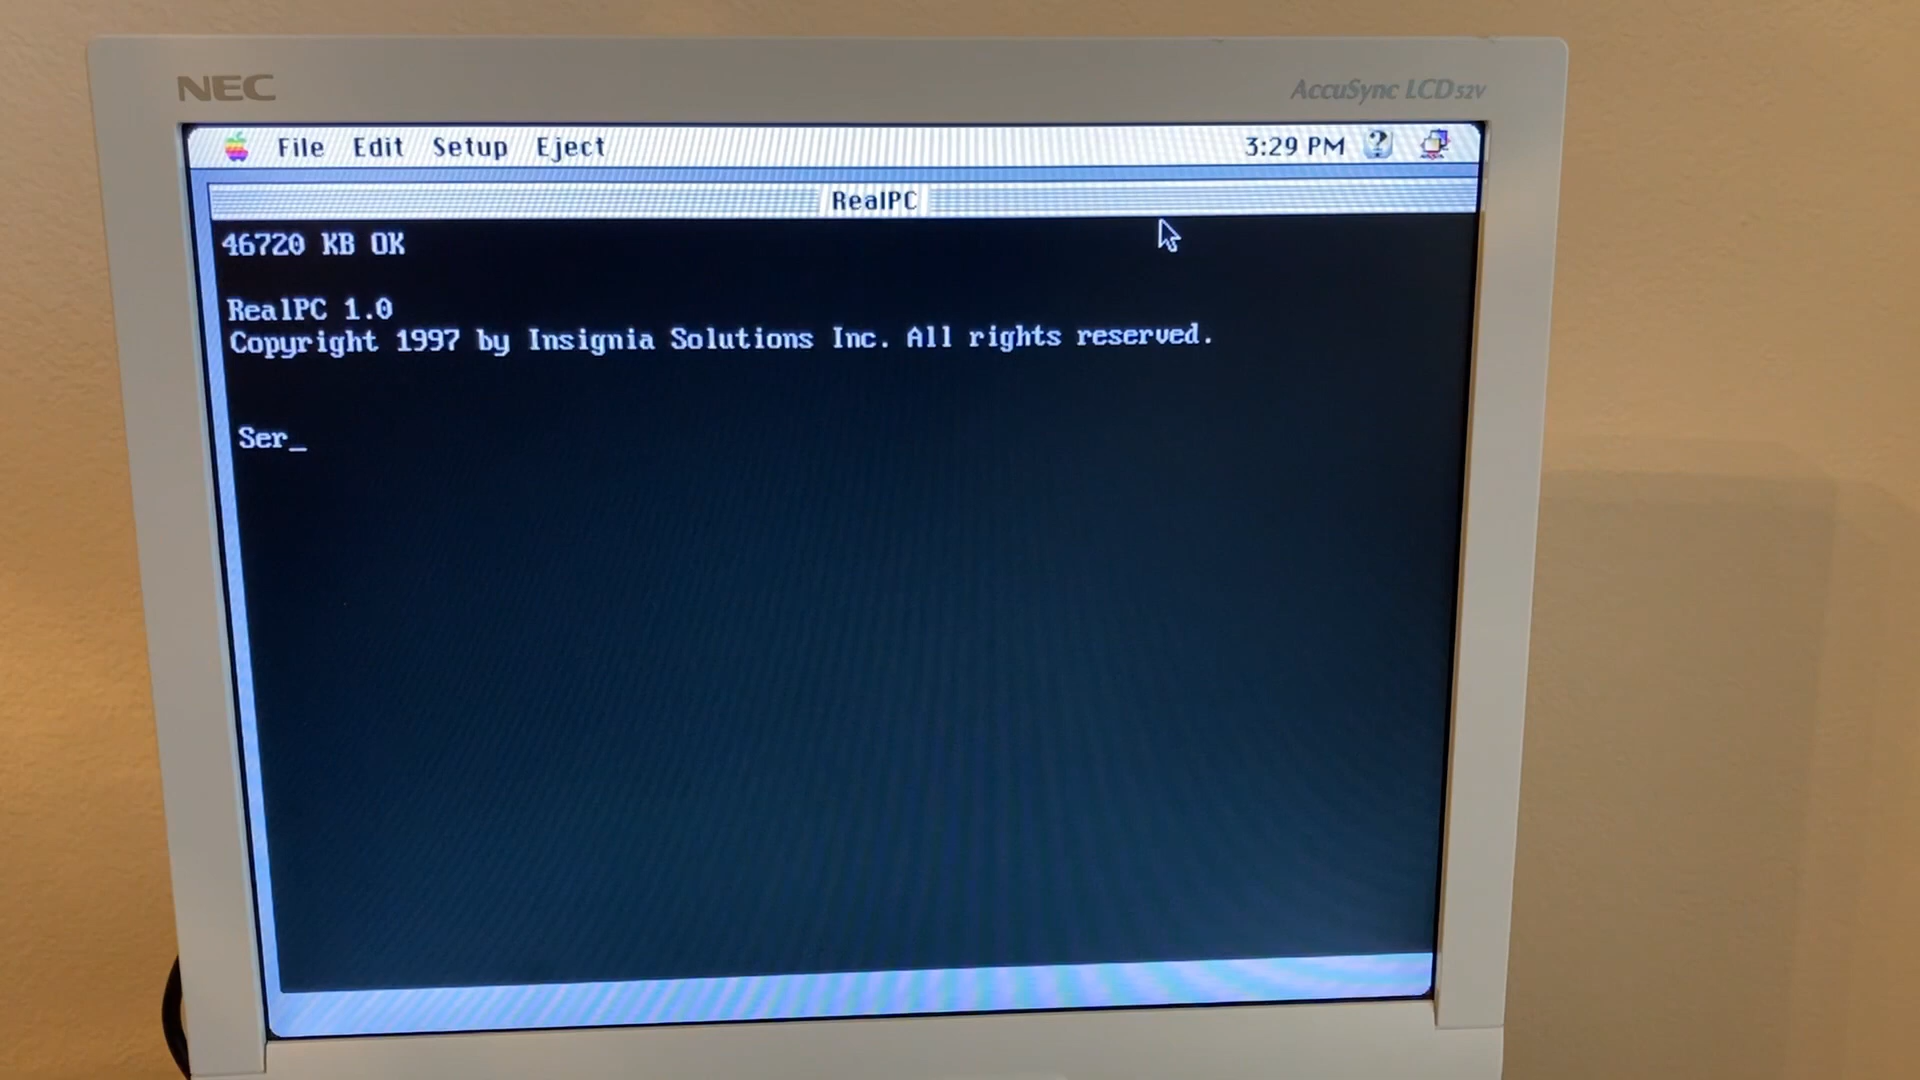 NEC
AccuSync LCD52V
File Edit Setup Eject 3:29 PM
RealPC
46720 KB OK
RealPC 1.0
Copyright 1997 by Insignia Solutions Inc. All rights reserved.
Ser_